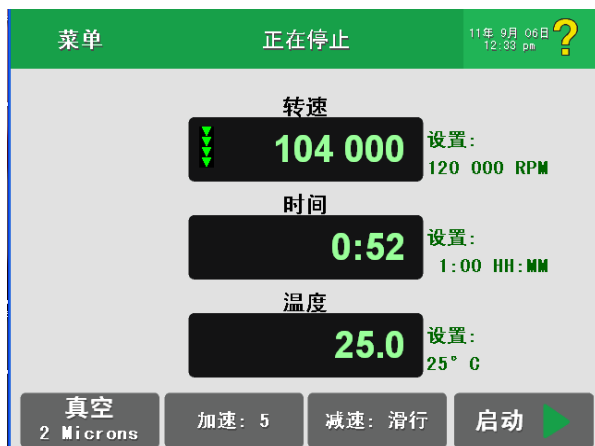 菜单
正在停止
11年 9月 06日
12:33 pm
?
转速
104 000
设置:
120 000 RPM
时间
0:52
设置:
1:00 HH:MM
温度
25.0
设置:
25° C
真空
2 Microns
加速: 5
减速: 滑行
启动